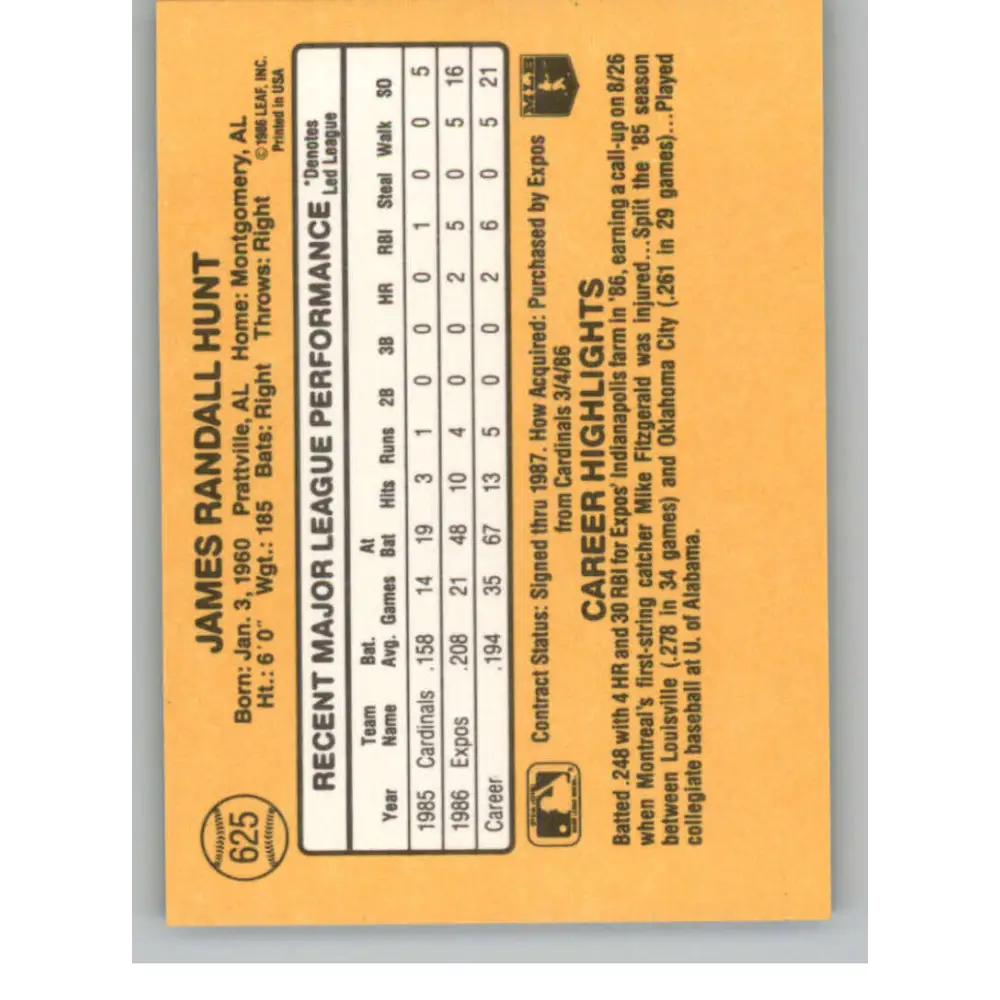 625
JAMES RANDALL HUNT
Born: Jan. 3, 1960 Prattville, AL Home: Montgomery, AL
Ht.: 6'0" Wgt.: 185 Bats: Right Throws: Right
© 1986 LEAF, INC.
Printed in USA
RECENT MAJOR LEAGUE PERFORMANCE *Denotes Led League
Year Team Name Bat. Avg. Games At Bat Hits Runs 2B 3B HR RBI Steal Walk SO
1985 Cardinals .158 14 19 3 1 0 0 0 1 0 0 5
1986 Expos .208 21 48 10 4 0 0 2 5 0 5 16
Career .194 35 67 13 5 0 0 2 6 0 5 21
Contract Status: Signed thru 1987. How Acquired: Purchased by Expos
from Cardinals 3/4/86
CAREER HIGHLIGHTS
Batted .248 with 4 HR and 30 RBI for Expos' Indianapolis farm in '86, earning a call-up on 8/26
when Montreal's first-string catcher Mike Fitzgerald was injured...Split the '85 season
between Louisville (.278 in 34 games) and Oklahoma City (.261 in 29 games)...Played
collegiate baseball at U. of Alabama.